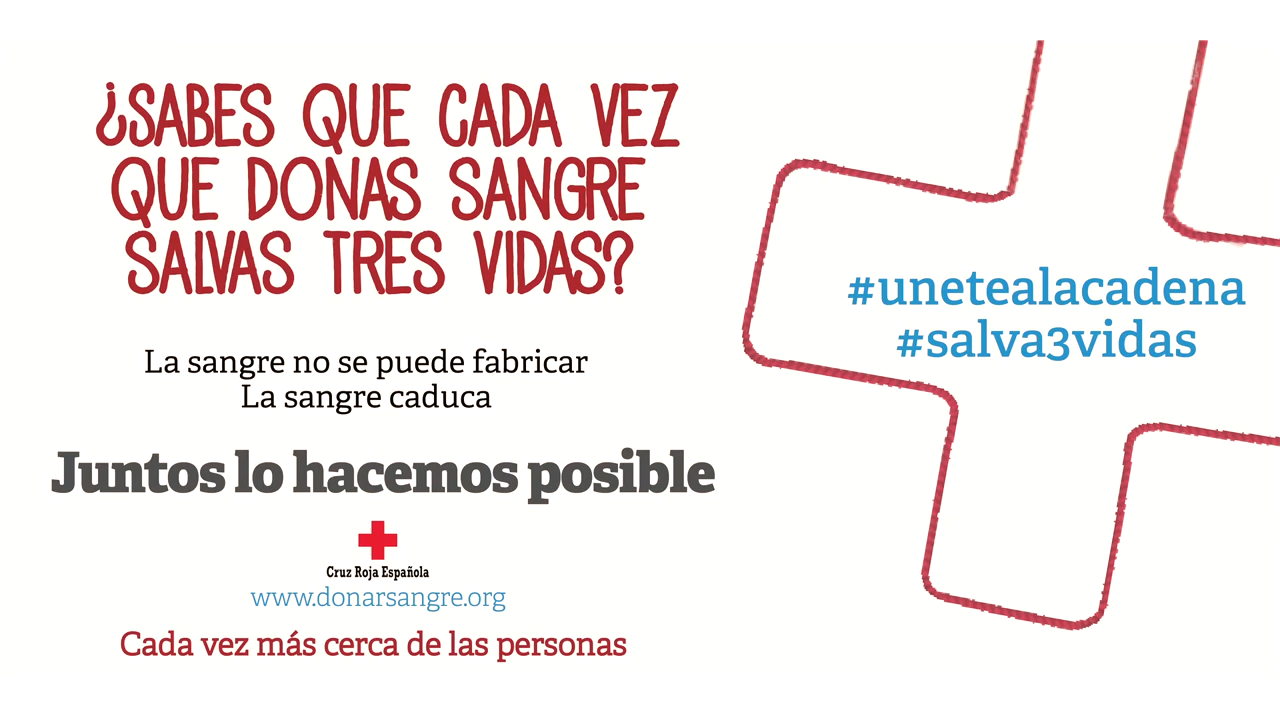 ¿SABES QUE CADA VEZ
QUE DONAS SANGRE
SALVAS TRES VIDAS?
La sangre no se puede fabricar
La sangre caduca
Juntos lo hacemos posible
Cruz Roja Española
www.donarsangre.org
Cada vez más cerca de las personas
#unetealacadena
#salva3vidas